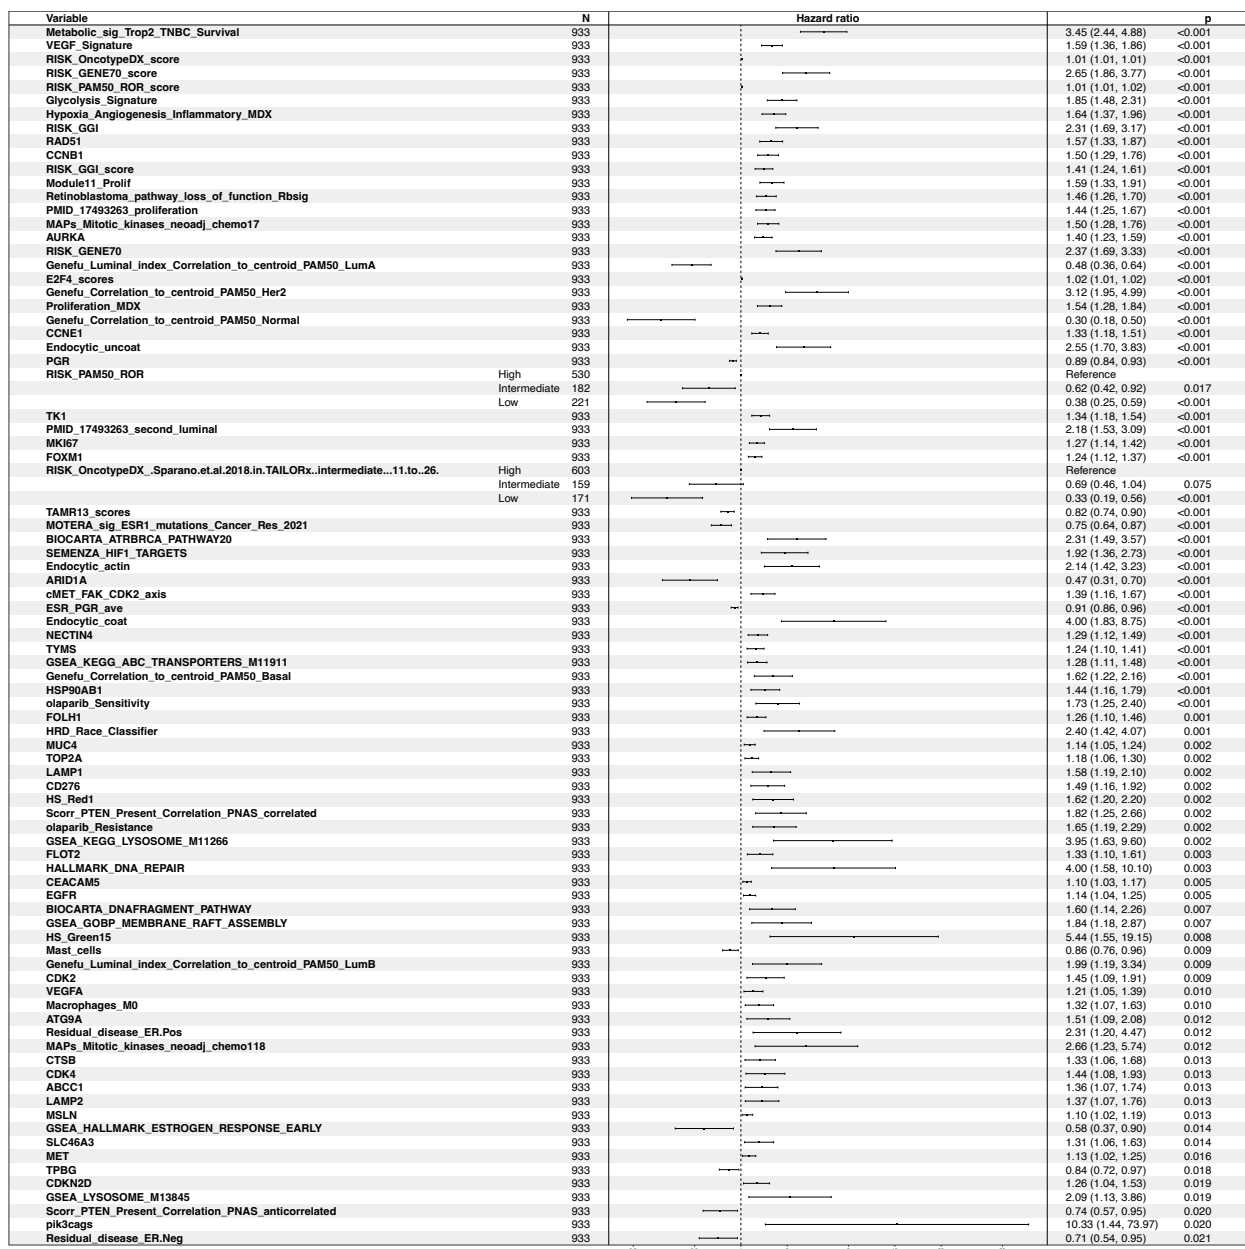 Variable N Hazard ratio p
Metabolic_sig_Trop2_TNBC_Survival 933 3.45 (2.44, 4.88) <0.001
VEGF_Signature 933 1.59 (1.36, 1.86) <0.001
RISK_OncotypeDX_score 933 1.01 (1.01, 1.01) <0.001
RISK_GENE70_score 933 2.65 (1.86, 3.77) <0.001
RISK_PAM50_ROR_score 933 1.01 (1.01, 1.02) <0.001
Glycolysis_Signature 933 1.85 (1.48, 2.31) <0.001
Hypoxia_Angiogenesis_Inflammatory_MDX 933 1.64 (1.37, 1.96) <0.001
RISK_GGI 933 2.31 (1.69, 3.17) <0.001
RAD51 933 1.57 (1.33, 1.87) <0.001
CCNB1 933 1.50 (1.29, 1.76) <0.001
RISK_GGI_score 933 1.41 (1.24, 1.61) <0.001
Module11_Prolif 933 1.59 (1.33, 1.91) <0.001
Retinoblastoma_pathway_loss_of_function_Rbsig 933 1.46 (1.26, 1.70) <0.001
PMID_17493263_proliferation 933 1.44 (1.25, 1.67) <0.001
MAPs_Mitotic_kinases_neoadj_chemo17 933 1.50 (1.28, 1.76) <0.001
AURKA 933 1.40 (1.23, 1.59) <0.001
RISK_GENE70 933 2.37 (1.69, 3.33) <0.001
Genefu_Luminal_index_Correlation_to_centroid_PAM50_LumA 933 0.48 (0.36, 0.64) <0.001
E2F4_scores 933 1.02 (1.01, 1.02) <0.001
Genefu_Correlation_to_centroid_PAM50_Her2 933 3.12 (1.95, 4.99) <0.001
Proliferation_MDX 933 1.54 (1.28, 1.84) <0.001
Genefu_Correlation_to_centroid_PAM50_Normal 933 0.30 (0.18, 0.50) <0.001
CCNE1 933 1.33 (1.18, 1.51) <0.001
Endocytic_uncoat 933 2.55 (1.70, 3.83) <0.001
PGR 933 0.89 (0.84, 0.93) <0.001
RISK_PAM50_ROR High 530 Reference
Intermediate 182 0.62 (0.42, 0.92) 0.017
Low 221 0.38 (0.25, 0.59) <0.001
TK1 933 1.34 (1.18, 1.54) <0.001
PMID_17493263_second_luminal 933 2.18 (1.53, 3.09) <0.001
MKI67 933 1.27 (1.14, 1.42) <0.001
FOXM1 933 1.24 (1.12, 1.37) <0.001
RISK_OncotypeDX_.Sparano.et.al.2018.in.TAILORx..intermediate...11.to..26. High 603 Reference
Intermediate 159 0.69 (0.46, 1.04) 0.075
Low 171 0.33 (0.19, 0.56) <0.001
TAMR13_scores 933 0.82 (0.74, 0.90) <0.001
MOTERA_sig_ESR1_mutations_Cancer_Res_2021 933 0.75 (0.64, 0.87) <0.001
BIOCARTA_ATRBRCA_PATHWAY20 933 2.31 (1.49, 3.57) <0.001
SEMENZA_HIF1_TARGETS 933 1.92 (1.36, 2.73) <0.001
Endocytic_actin 933 2.14 (1.42, 3.23) <0.001
ARID1A 933 0.47 (0.31, 0.70) <0.001
cMET_FAK_CDK2_axis 933 1.39 (1.16, 1.67) <0.001
ESR_PGR_ave 933 0.91 (0.86, 0.96) <0.001
Endocytic_coat 933 4.00 (1.83, 8.75) <0.001
NECTIN4 933 1.29 (1.12, 1.49) <0.001
TYMS 933 1.24 (1.10, 1.41) <0.001
GSEA_KEGG_ABC_TRANSPORTERS_M11911 933 1.28 (1.11, 1.48) <0.001
Genefu_Correlation_to_centroid_PAM50_Basal 933 1.62 (1.22, 2.16) <0.001
HSP90AB1 933 1.44 (1.16, 1.79) <0.001
olaparib_Sensitivity 933 1.73 (1.25, 2.40) <0.001
FOLH1 933 1.26 (1.10, 1.46) 0.001
HRD_Race_Classifier 933 2.40 (1.42, 4.07) 0.001
MUC4 933 1.14 (1.05, 1.24) 0.002
TOP2A 933 1.18 (1.06, 1.30) 0.002
LAMP1 933 1.58 (1.19, 2.10) 0.002
CD276 933 1.49 (1.16, 1.92) 0.002
HS_Red1 933 1.62 (1.20, 2.20) 0.002
Scorr_PTEN_Present_Correlation_PNAS_correlated 933 1.82 (1.25, 2.66) 0.002
olaparib_Resistance 933 1.65 (1.19, 2.29) 0.002
GSEA_KEGG_LYSOSOME_M11266 933 3.95 (1.63, 9.60) 0.002
FLOT2 933 1.33 (1.10, 1.61) 0.003
HALLMARK_DNA_REPAIR 933 4.00 (1.58, 10.10) 0.003
CEACAM5 933 1.10 (1.03, 1.17) 0.005
EGFR 933 1.14 (1.04, 1.25) 0.005
BIOCARTA_DNAFRAGMENT_PATHWAY 933 1.60 (1.14, 2.26) 0.007
GSEA_GOBP_MEMBRANE_RAFT_ASSEMBLY 933 1.84 (1.18, 2.87) 0.007
HS_Green15 933 5.44 (1.55, 19.15) 0.008
Mast_cells 933 0.86 (0.76, 0.96) 0.009
Genefu_Luminal_index_Correlation_to_centroid_PAM50_LumB 933 1.99 (1.19, 3.34) 0.009
CDK2 933 1.45 (1.09, 1.91) 0.009
VEGFA 933 1.21 (1.05, 1.39) 0.010
Macrophages_M0 933 1.32 (1.07, 1.63) 0.010
ATG9A 933 1.51 (1.09, 2.08) 0.012
Residual_disease_ER.Pos 933 2.31 (1.20, 4.47) 0.012
MAPs_Mitotic_kinases_neoadj_chemo118 933 2.66 (1.23, 5.74) 0.012
CTSB 933 1.33 (1.06, 1.68) 0.013
CDK4 933 1.44 (1.08, 1.93) 0.013
ABCC1 933 1.36 (1.07, 1.74) 0.013
LAMP2 933 1.37 (1.07, 1.76) 0.013
MSLN 933 1.10 (1.02, 1.19) 0.013
GSEA_HALLMARK_ESTROGEN_RESPONSE_EARLY 933 0.58 (0.37, 0.90) 0.014
SLC46A3 933 1.31 (1.06, 1.63) 0.014
MET 933 1.13 (1.02, 1.25) 0.016
TPBG 933 0.84 (0.72, 0.97) 0.018
CDKN2D 933 1.26 (1.04, 1.53) 0.019
GSEA_LYSOSOME_M13845 933 2.09 (1.13, 3.86) 0.019
Scorr_PTEN_Present_Correlation_PNAS_anticorrelated 933 0.74 (0.57, 0.95) 0.020
pik3cags 933 10.33 (1.44, 73.97) 0.020
Residual_disease_ER.Neg 933 0.71 (0.54, 0.95) 0.021